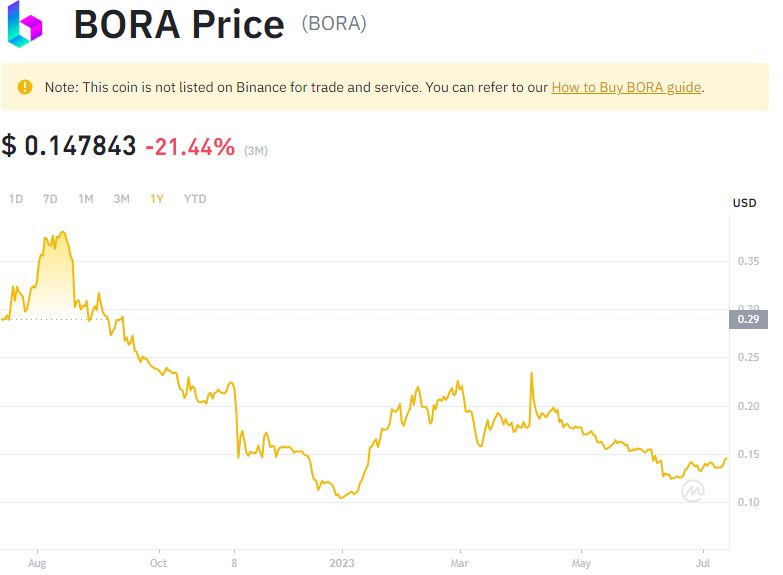 BORA Price (BORA)
Note: This coin is not listed on Binance for trade and service. You can refer to our How to Buy BORA guide.
$ 0.147843 -21.44% (3M)
1D 7D 1M 3M 1Y YTD
USD
0.35
0.30
0.29
0.25
0.20
0.15
0.10
Aug Oct 8 2023 Mar May Jul